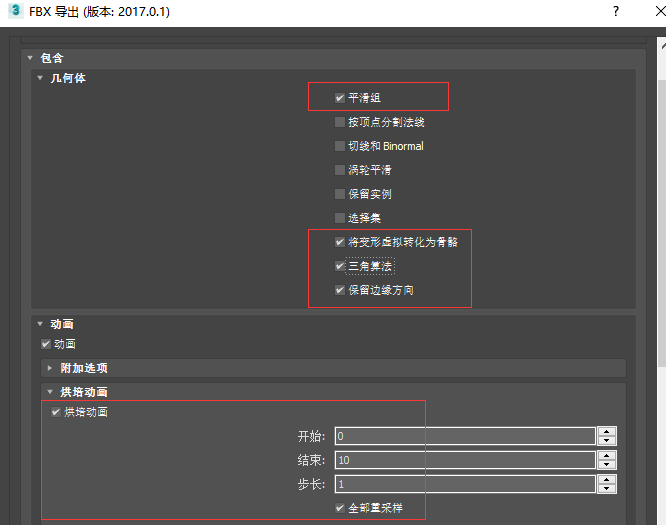 3 FBX 导出 (版本: 2017.0.1) ? ×
包含
几何体
平滑组
按顶点分割法线
切线和 Binormal
涡轮平滑
保留实例
选择集
将变形虚拟转化为骨骼
三角算法
保留边缘方向
动画
动画
附加选项
烘培动画
烘培动画
开始: 0
结束: 10
步长: 1
全部重采样